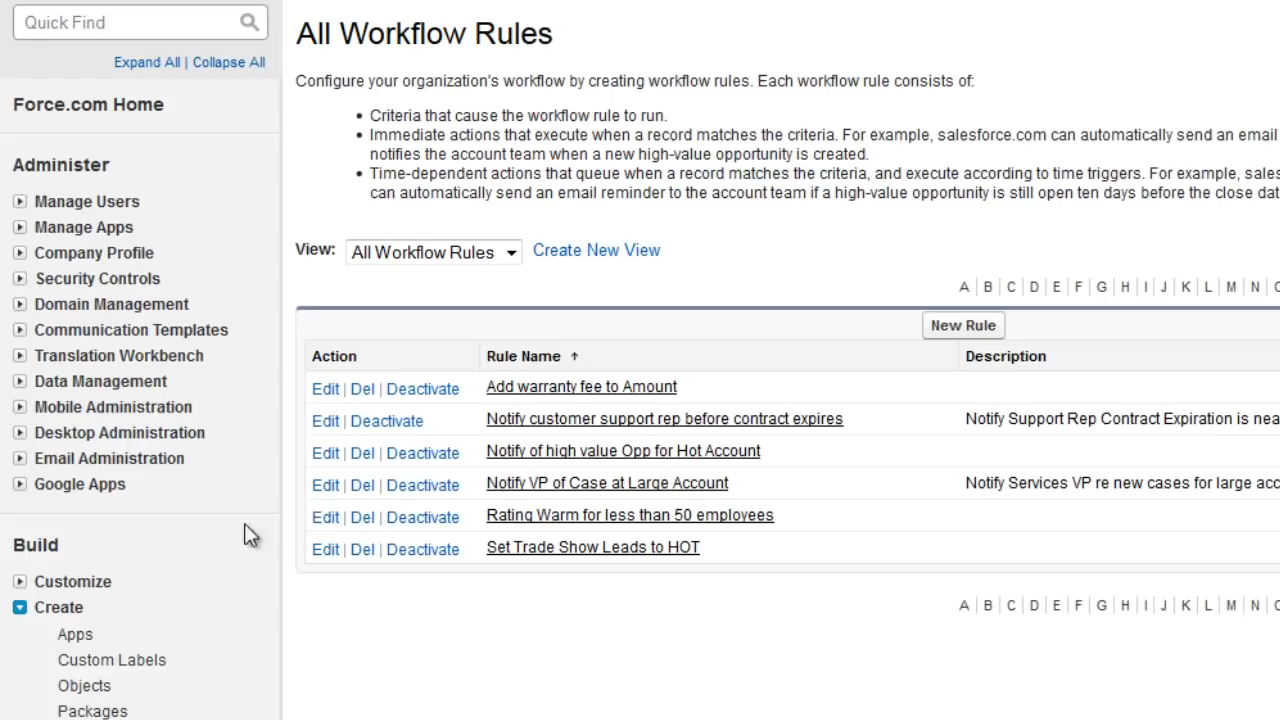 Quick Find
Expand All | Collapse All
Force.com Home
Administer
Manage Users
Manage Apps
Company Profile
Security Controls
Domain Management
Communication Templates
Translation Workbench
Data Management
Mobile Administration
Desktop Administration
Email Administration
Google Apps
Build
Customize
Create
Apps
Custom Labels
Objects
Packages
All Workflow Rules
Configure your organization's workflow by creating workflow rules. Each workflow rule consists of:
• Criteria that cause the workflow rule to run.
• Immediate actions that execute when a record matches the criteria. For example, salesforce.com can automatically send an email
notifies the account team when a new high-value opportunity is created.
• Time-dependent actions that queue when a record matches the criteria, and execute according to time triggers. For example, sales
can automatically send an email reminder to the account team if a high-value opportunity is still open ten days before the close dat
View: All Workflow Rules Create New View
A | B | C | D | E | F | G | H | I | J | K | L | M | N |
New Rule
Action Rule Name ↑ Description
Edit | Del | Deactivate Add warranty fee to Amount
Edit | Deactivate Notify customer support rep before contract expires Notify Support Rep Contract Expiration is nea
Edit | Del | Deactivate Notify of high value Opp for Hot Account
Edit | Del | Deactivate Notify VP of Case at Large Account Notify Services VP re new cases for large acc
Edit | Del | Deactivate Rating Warm for less than 50 employees
Edit | Del | Deactivate Set Trade Show Leads to HOT
A | B | C | D | E | F | G | H | I | J | K | L | M | N |